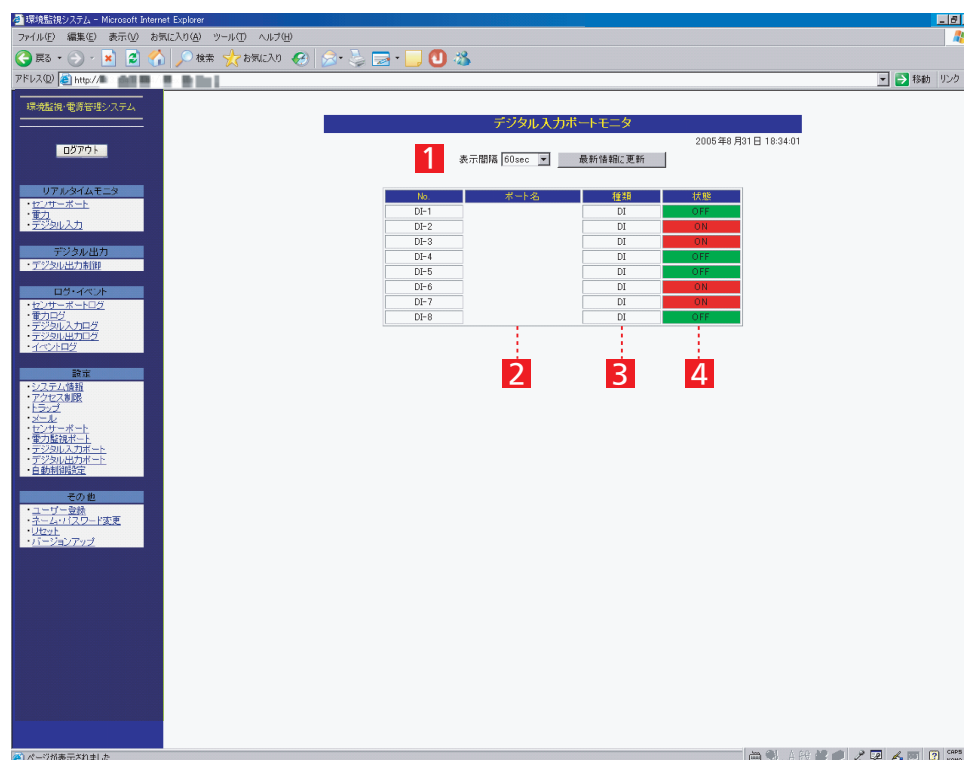 環境監視システム - Microsoft Internet Explorer
ファイル(F) 編集(E) 表示(V) お気に入り(A) ツール(T) ヘルプ(H)
戻る 検索 お気に入り
アドレス(D) http:// 移動 リンク
環境監視・電源管理システム
ログアウト
リアルタイムモニタ
・センサーポート
・電力
・デジタル入力
デジタル出力
・デジタル出力制御
ログ・イベント
・センサーポートログ
・電力ログ
・デジタル入力ログ
・デジタル出力ログ
・イベントログ
設定
・システム情報
・アクセス制限
・トラップ
・メール
・センサーポート
・電力監視ポート
・デジタル入力ポート
・デジタル出力ポート
・自動制御設定
その他
・ユーザー登録
・ネーム・パスワード変更
・リセット
・バージョンアップ
デジタル入力ポートモニタ
2005年8月31日 18:34:01
1 表示間隔 60sec 最新情報に更新
No. ポート名 種類 状態
DI-1 DI OFF
DI-2 DI ON
DI-3 DI ON
DI-4 DI OFF
DI-5 DI OFF
DI-6 DI ON
DI-7 DI ON
DI-8 DI OFF
2 3 4
ページが表示されました
CAPS